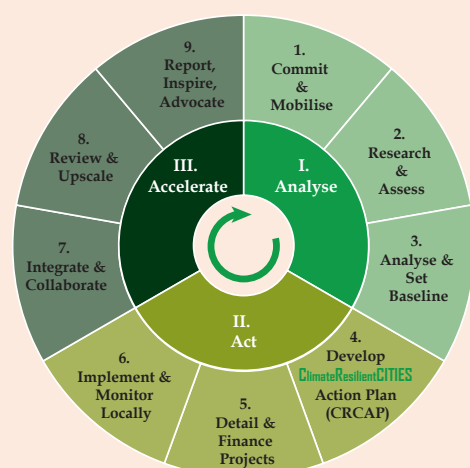 I.
Analyse
1.
Commit
&
Mobilise
2.
Research
&
Assess
3.
Analyse &
Set
Baseline
II.
Act
4.
Develop
ClimateResilientCITIES
Action Plan
(CRCAP)
5.
Detail &
Finance
Projects
6.
Implement &
Monitor
Locally
III.
Accelerate
7.
Integrate &
Collaborate
8.
Review &
Upscale
9.
Report,
Inspire,
Advocate